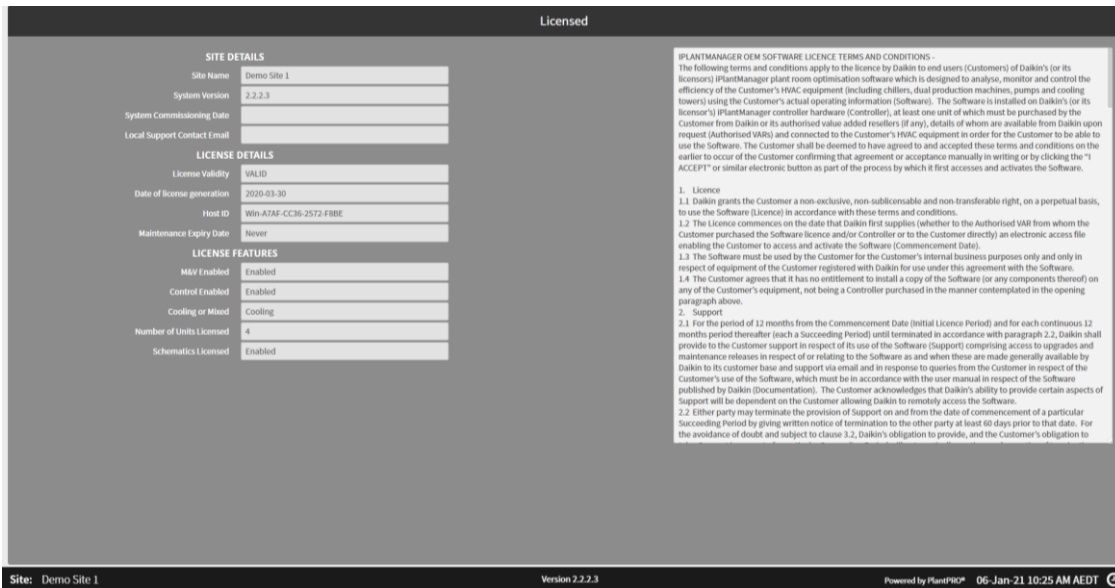 Licensed
SITE DETAILS
Site Name Demo Site 1
System Version 2.2.2.3
System Commissioning Date
Local Support Contact Email
LICENSE DETAILS
License Validity VALID
Date of license generation 2020-03-30
Host ID Win-A7AF-CC36-2572-F8BE
Maintenance Expiry Date Never
LICENSE FEATURES
M&V Enabled Enabled
Control Enabled Enabled
Cooling or Mixed Cooling
Number of Units Licensed 4
Schematics Licensed Enabled
IPLANTMANAGER OEM SOFTWARE LICENCE TERMS AND CONDITIONS -
The following terms and conditions apply to the licence by Daikin to end users (Customers) of Daikin's (or its
licensors) iPlantManager plant room optimisation software which is designed to analyse, monitor and control the
efficiency of the Customer's HVAC equipment (including chillers, dual production machines, pumps and cooling
towers) using the Customer's actual operating information (Software). The Software is installed on Daikin's (or its
licensor's) iPlantManager controller hardware (Controller), at least one unit of which must be purchased by the
Customer from Daikin or its authorised value added resellers (if any), details of whom are available from Daikin upon
request (Authorised VARs) and connected to the Customer's HVAC equipment in order for the Customer to be able to
use the Software. The Customer shall be deemed to have agreed to and accepted these terms and conditions on the
earlier to occur of the Customer confirming that agreement or acceptance manually in writing or by clicking the "I
ACCEPT" or similar electronic button as part of the process by which it first accesses and activates the Software.
1. Licence
1.1 Daikin grants the Customer a non-exclusive, non-sublicensable and non-transferable right, on a perpetual basis,
to use the Software (Licence) in accordance with these terms and conditions.
1.2 The Licence commences on the date that Daikin first supplies (whether to the Authorised VAR from whom the
Customer purchased the Software licence and/or Controller or to the Customer directly) an electronic access file
enabling the Customer to access and activate the Software (Commencement Date).
1.3 The Software must be used by the Customer for the Customer's internal business purposes only and only in
respect of equipment of the Customer registered with Daikin for use under this agreement with the Software.
1.4 The Customer agrees that it has no entitlement to install a copy of the Software (or any components thereof) on
any of the Customer's equipment, not being a Controller purchased in the manner contemplated in the opening
paragraph above.
2. Support
2.1 For the period of 12 months from the Commencement Date (Initial Licence Period) and for each continuous 12
months period thereafter (each a Succeeding Period) until terminated in accordance with paragraph 2.2, Daikin shall
provide to the Customer support in respect of its use of the Software (Support) comprising access to upgrades and
maintenance releases in respect of or relating to the Software as and when these are made generally available by
Daikin to its customer base and support via email and in response to queries from the Customer in respect of the
Customer's use of the Software, which must be in accordance with the user manual in respect of the Software
published by Daikin (Documentation). The Customer acknowledges that Daikin's ability to provide certain aspects of
Support will be dependent on the Customer allowing Daikin to remotely access the Software.
2.2 Either party may terminate the provision of Support on and from the date of commencement of a particular
Succeeding Period by giving written notice of termination to the other party at least 60 days prior to that date. For
the avoidance of doubt and subject to clause 3.2, Daikin's obligation to provide, and the Customer's obligation to
Site: Demo Site 1 Version 2.2.2.3 Powered by PlantPRO® 06-Jan-21 10:25 AM AEDT